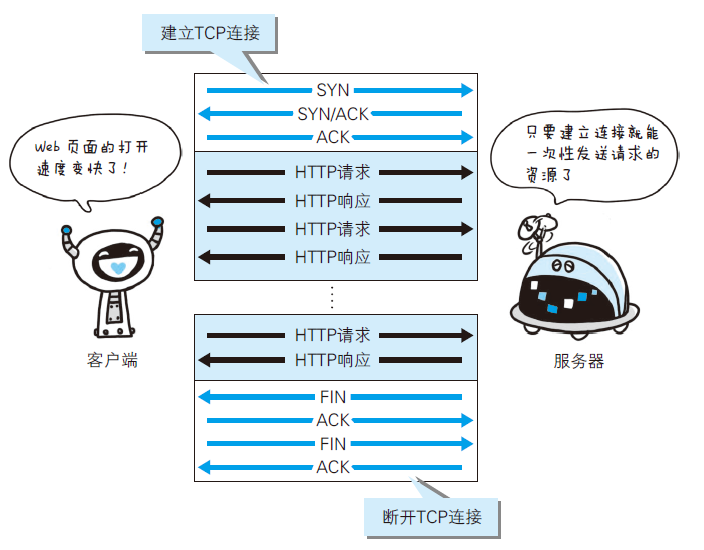 建立TCP连接
SYN
SYN/ACK
ACK
Web 页面的打开
速度变快了!
只要建立连接就能
一次性发送请求的
资源了
HTTP请求
HTTP响应
HTTP请求
HTTP响应
HTTP请求
HTTP响应
客户端
服务器
FIN
ACK
FIN
ACK
断开TCP连接